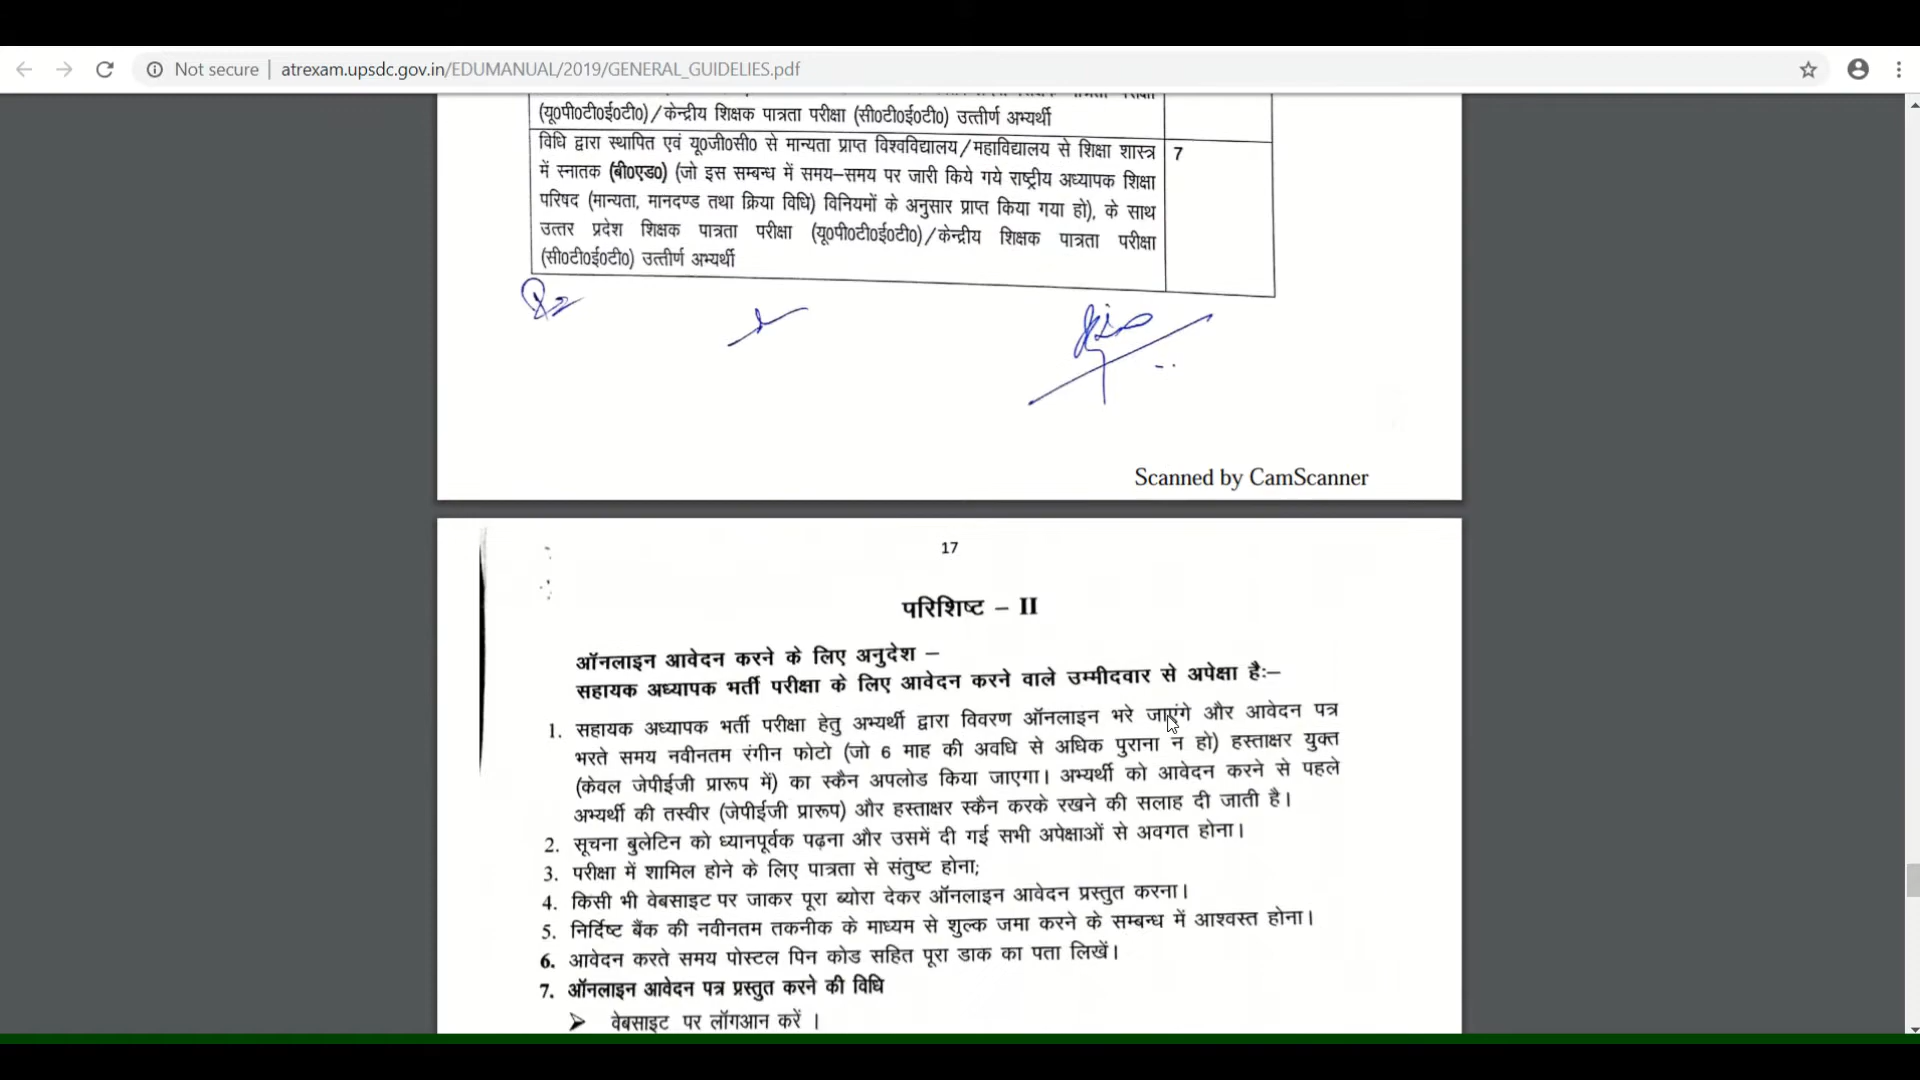 Not secure | atrexam.upsdc.gov.in/EDUMANUAL/2019/GENERAL_GUIDELIES.pdf
(यू0पी0टी0ई0टी0)/केन्द्रीय शिक्षक पात्रता परीक्षा (सी0टी0ई0टी0) उत्तीर्ण अभ्यर्थी
विधि द्वारा स्थापित एवं यू0जी0सी0 से मान्यता प्राप्त विश्वविद्यालय/महाविद्यालय से शिक्षा शास्त्र 7
में स्नातक (बी0एड0) (जो इस सम्बन्ध में समय–समय पर जारी किये गये राष्ट्रीय अध्यापक शिक्षा
परिषद (मान्यता, मानदण्ड तथा क्रिया विधि) विनियमों के अनुसार प्राप्त किया गया हो), के साथ
उत्तर प्रदेश शिक्षक पात्रता परीक्षा (यू0पी0टी0ई0टी0)/केन्द्रीय शिक्षक पात्रता परीक्षा
(सी0टी0ई0टी0) उत्तीर्ण अभ्यर्थी
Scanned by CamScanner
17
परिशिष्ट – II
ऑनलाइन आवेदन करने के लिए अनुदेश –
सहायक अध्यापक भर्ती परीक्षा के लिए आवेदन करने वाले उम्मीदवार से अपेक्षा हैः–
1. सहायक अध्यापक भर्ती परीक्षा हेतु अभ्यर्थी द्वारा विवरण ऑनलाइन भरे जाएंगे और आवेदन पत्र
भरते समय नवीनतम रंगीन फोटो (जो 6 माह की अवधि से अधिक पुराना न हो) हस्ताक्षर युक्त
(केवल जेपीईजी प्रारूप में) का स्कैन अपलोड किया जाएगा। अभ्यर्थी को आवेदन करने से पहले
अभ्यर्थी की तस्वीर (जेपीईजी प्रारूप) और हस्ताक्षर स्कैन करके रखने की सलाह दी जाती है।
2. सूचना बुलेटिन को ध्यानपूर्वक पढ़ना और उसमें दी गई सभी अपेक्षाओं से अवगत होना।
3. परीक्षा में शामिल होने के लिए पात्रता से संतुष्ट होना;
4. किसी भी वेबसाइट पर जाकर पूरा ब्योरा देकर ऑनलाइन आवेदन प्रस्तुत करना।
5. निर्दिष्ट बैंक की नवीनतम तकनीक के माध्यम से शुल्क जमा करने के सम्बन्ध में आश्वस्त होना।
6. आवेदन करते समय पोस्टल पिन कोड सहित पूरा डाक का पता लिखें।
7. ऑनलाइन आवेदन पत्र प्रस्तुत करने की विधि
➢ वेबसाइट पर लॉगआन करें ।